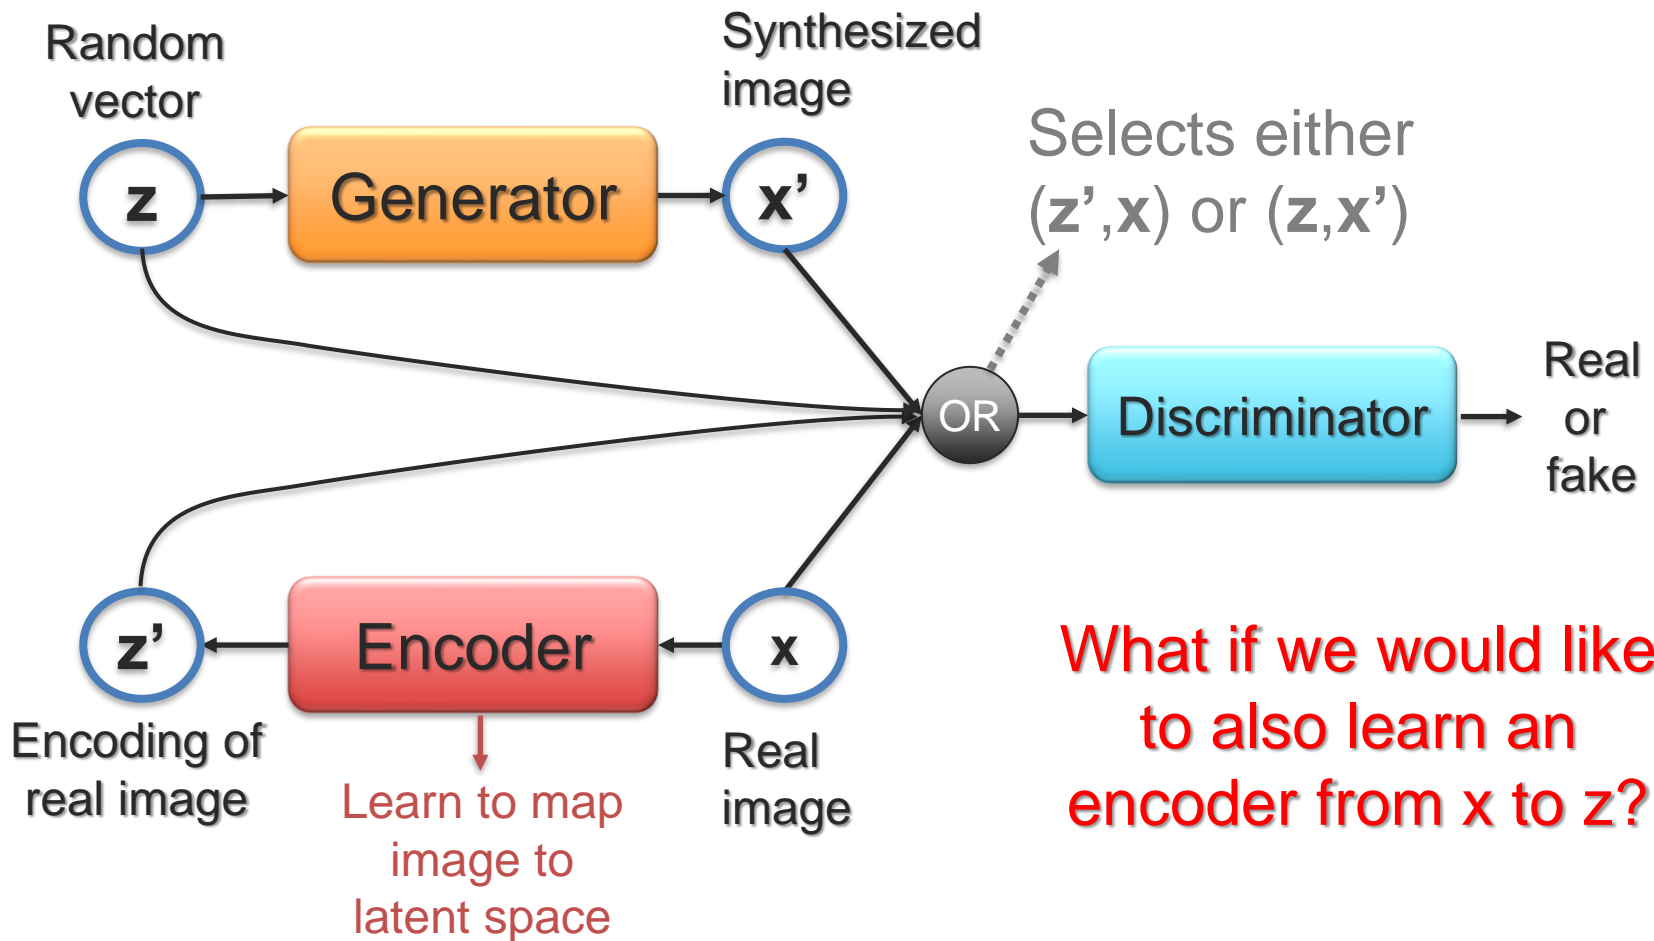 Random
vector
z
Generator
Synthesized
image
x’
Selects either
(z’,x) or (z,x’)
OR
Discriminator
Real
or
fake
z’
Encoding of
real image
Encoder
Learn to map
image to
latent space
x
Real
image
What if we would like
to also learn an
encoder from x to z?